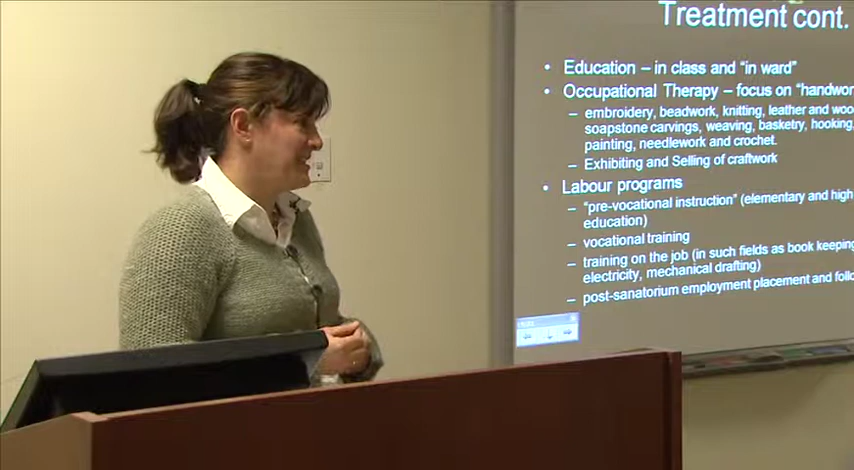 Treatment cont.
• Education – in class and "in ward"
• Occupational Therapy – focus on "handwor
– embroidery, beadwork, knitting, leather and woo
soapstone carvings, weaving, basketry, hooking,
painting, needlework and crochet.
– Exhibiting and Selling of craftwork
• Labour programs
– "pre-vocational instruction" (elementary and high
education)
– vocational training
– training on the job (in such fields as book keeping
electricity, mechanical drafting)
– post-sanatorium employment placement and follo